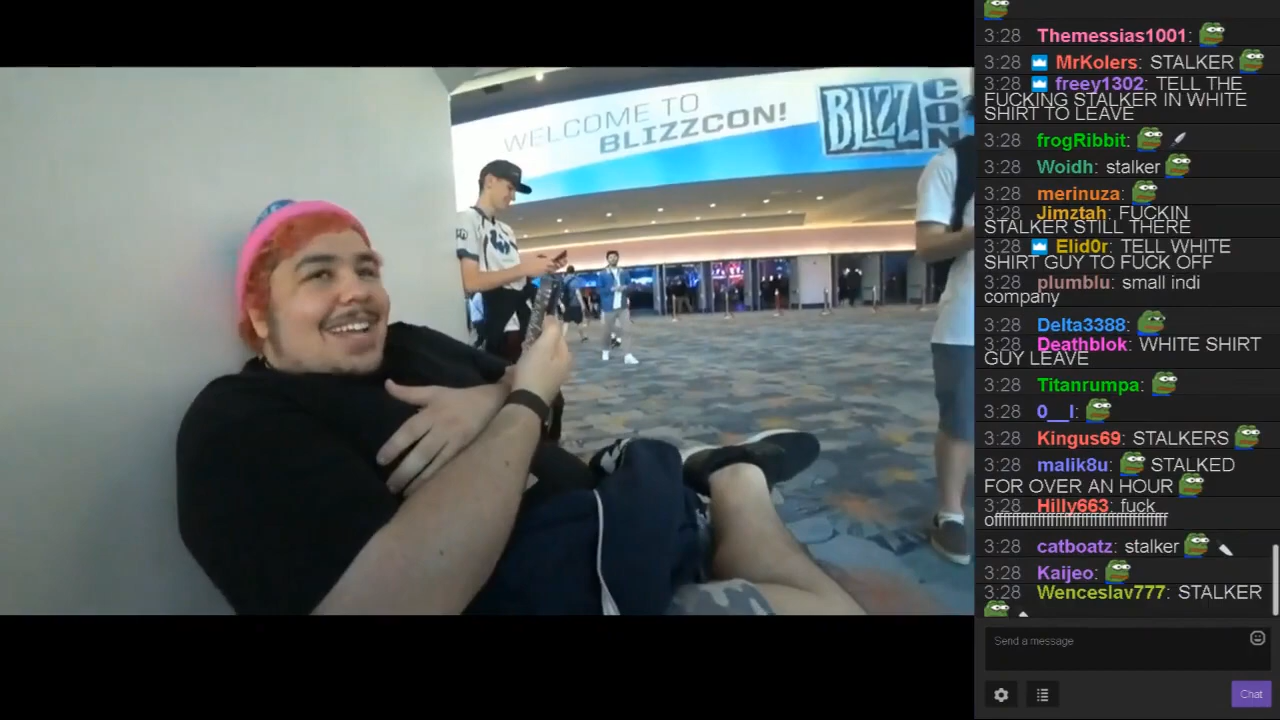 WELCOME TO
BLIZZCON!
BLIZZ
CON
3:28 Themessias1001:
3:28 MrKolers: STALKER
3:28 freey1302: TELL THE
FUCKING STALKER IN WHITE
SHIRT TO LEAVE
3:28 frogRibbit:
3:28 Woidh: stalker
3:28 merinuza:
3:28 Jimztah: FUCKIN
STALKER STILL THERE
3:28 Elid0r: TELL WHITE
SHIRT GUY TO FUCK OFF
3:28 plumblu: small indi
company
3:28 Delta3388:
3:28 Deathblok: WHITE SHIRT
GUY LEAVE
3:28 Titanrumpa:
3:28 0__I:
3:28 Kingus69: STALKERS
3:28 malik8u: STALKED
FOR OVER AN HOUR
3:28 Hilly663: fuck
3:28 catboatz: stalker
3:28 Kaijeo:
3:28 Wenceslav777: STALKER
Send a message
Chat